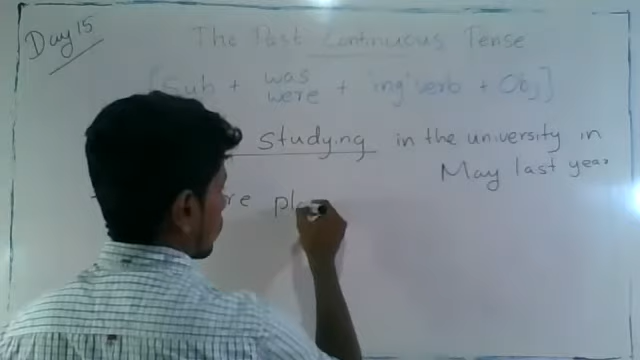 Day 15
The Past Continuous Tense
[Sub + was were + 'ing' verb + Obj]
studying in the university in
May last year